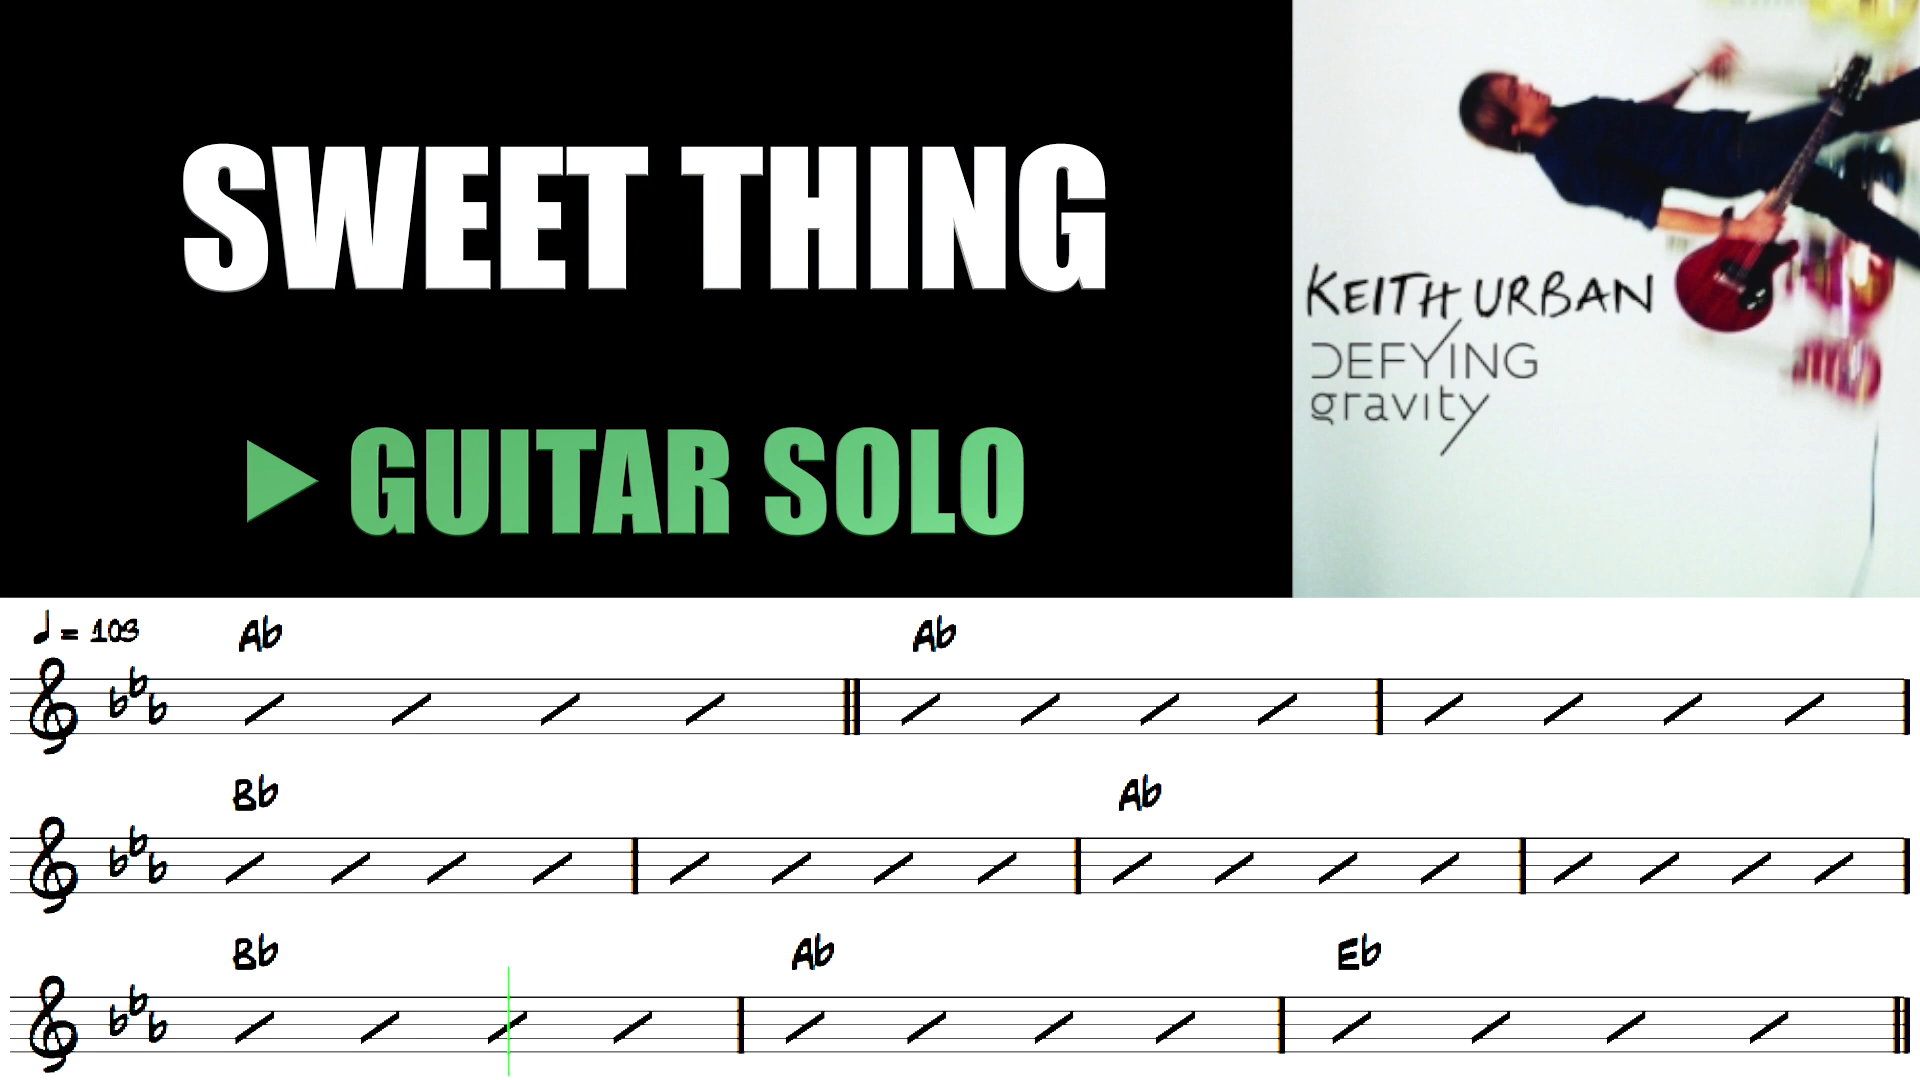 SWEET THING
▶ GUITAR SOLO
KEITH URBAN
DEFYING
gravity
♩ = 103
Ab Ab
Bb Ab
Bb Ab Eb